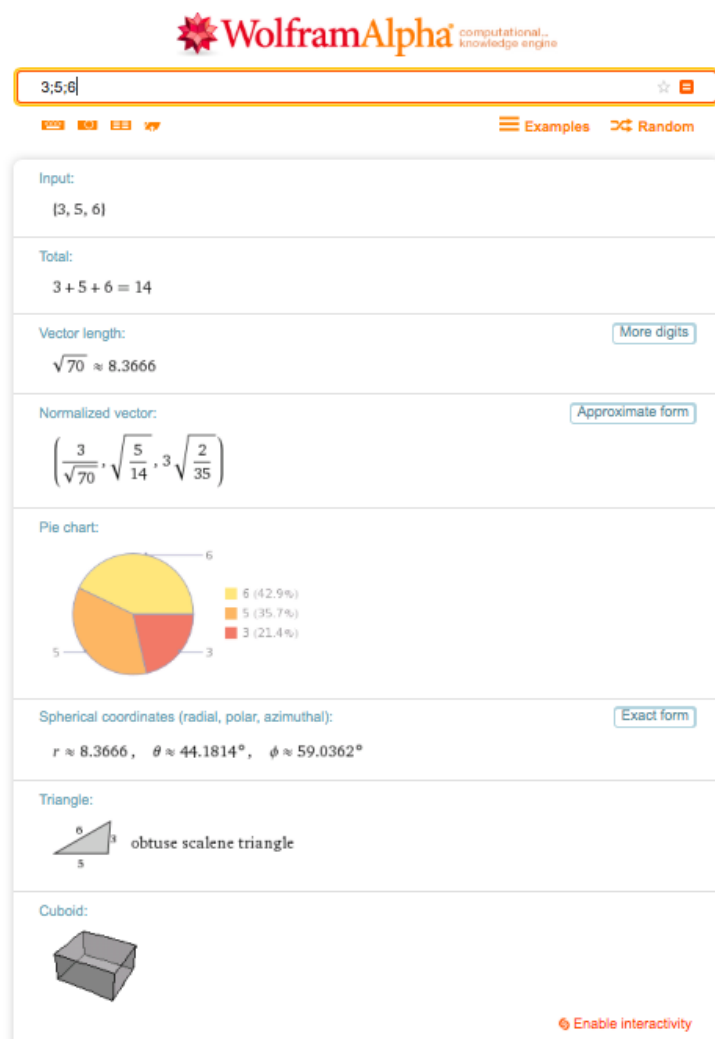 WolframAlpha computational... knowledge engine
3;5;6
Examples Random
Input:
{3, 5, 6}
Total:
3 + 5 + 6 = 14
Vector length: More digits
√70 ≈ 8.3666
Normalized vector: Approximate form
(3/√70, √(5/14), 3 √(2/35))
Pie chart:
6
6 (42.9%)
5 (35.7%)
3 (21.4%)
5
3
Spherical coordinates (radial, polar, azimuthal): Exact form
r ≈ 8.3666, θ ≈ 44.1814°, ϕ ≈ 59.0362°
Triangle:
6
3
obtuse scalene triangle
5
Cuboid:
Enable interactivity